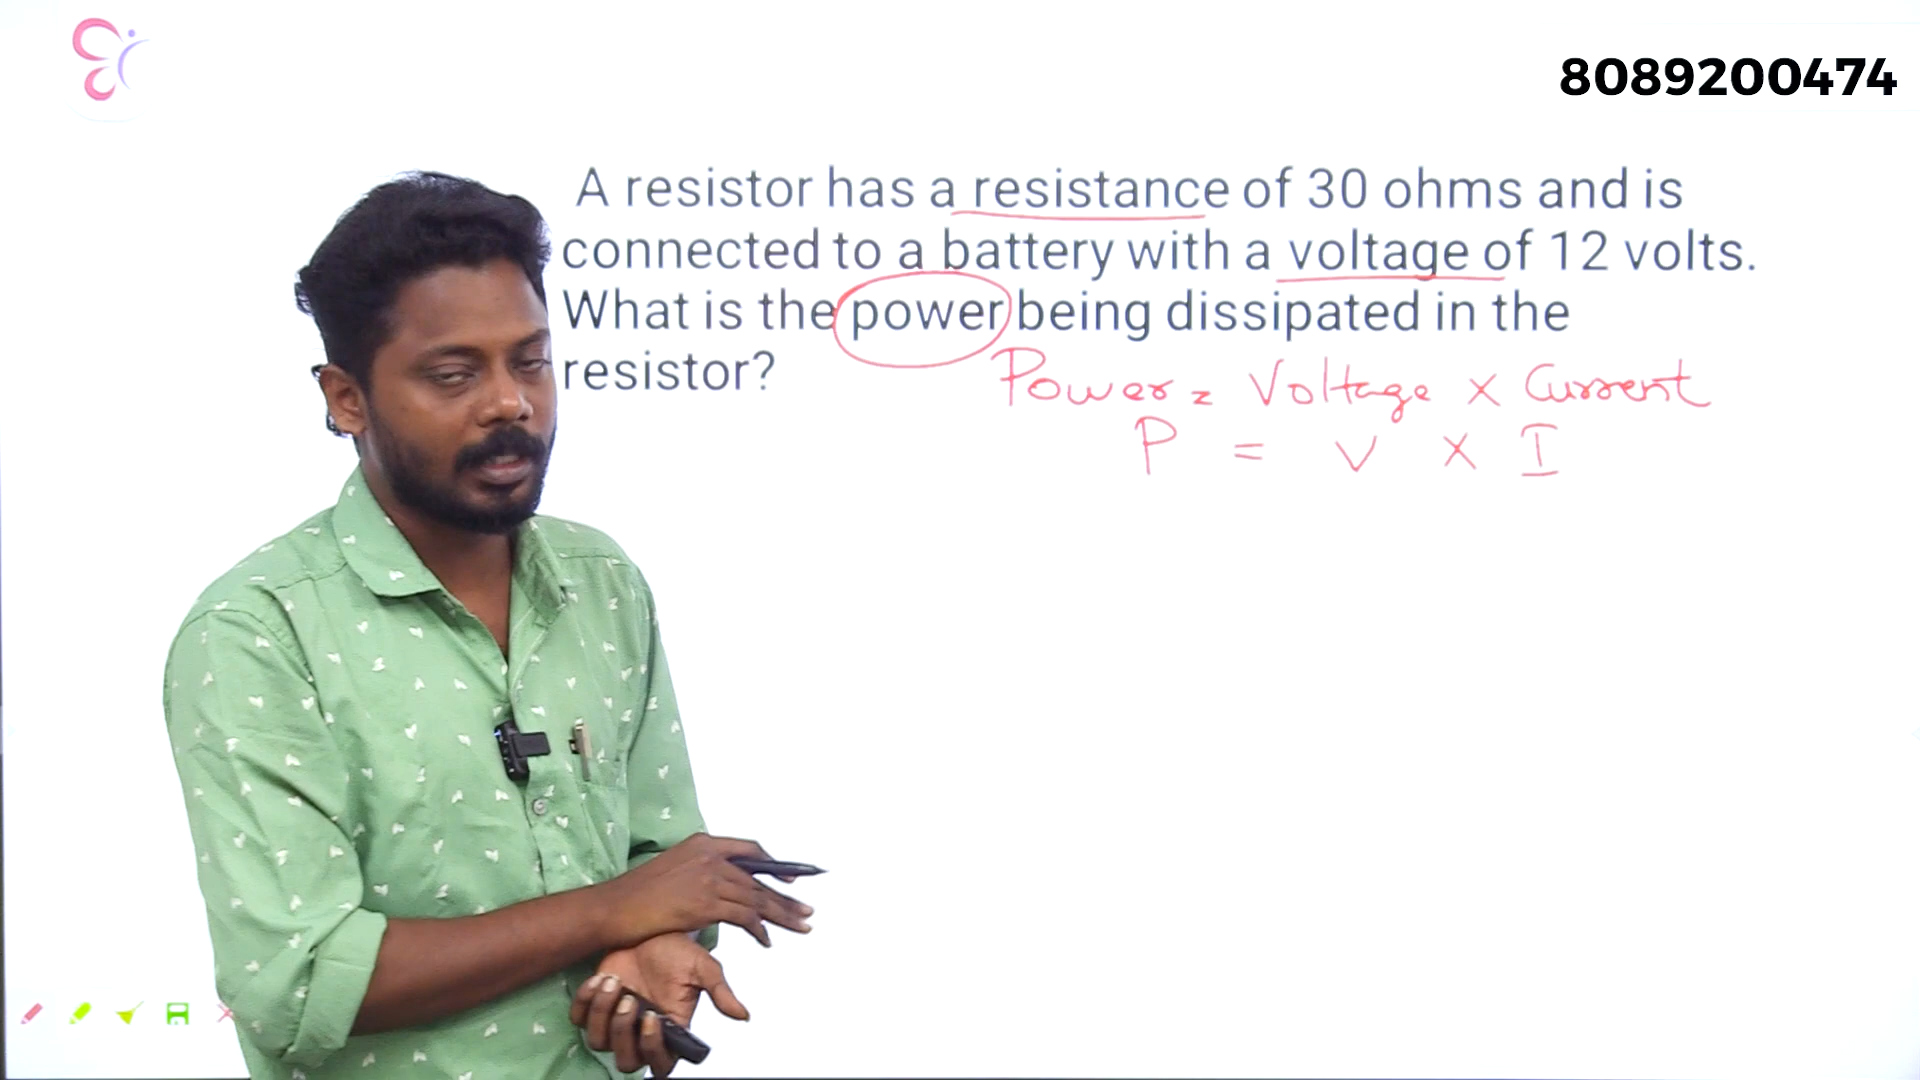 8089200474
A resistor has a resistance of 30 ohms and is
connected to a battery with a voltage of 12 volts.
What is the power being dissipated in the
resistor?
Power = Voltage × Current
P = V × I